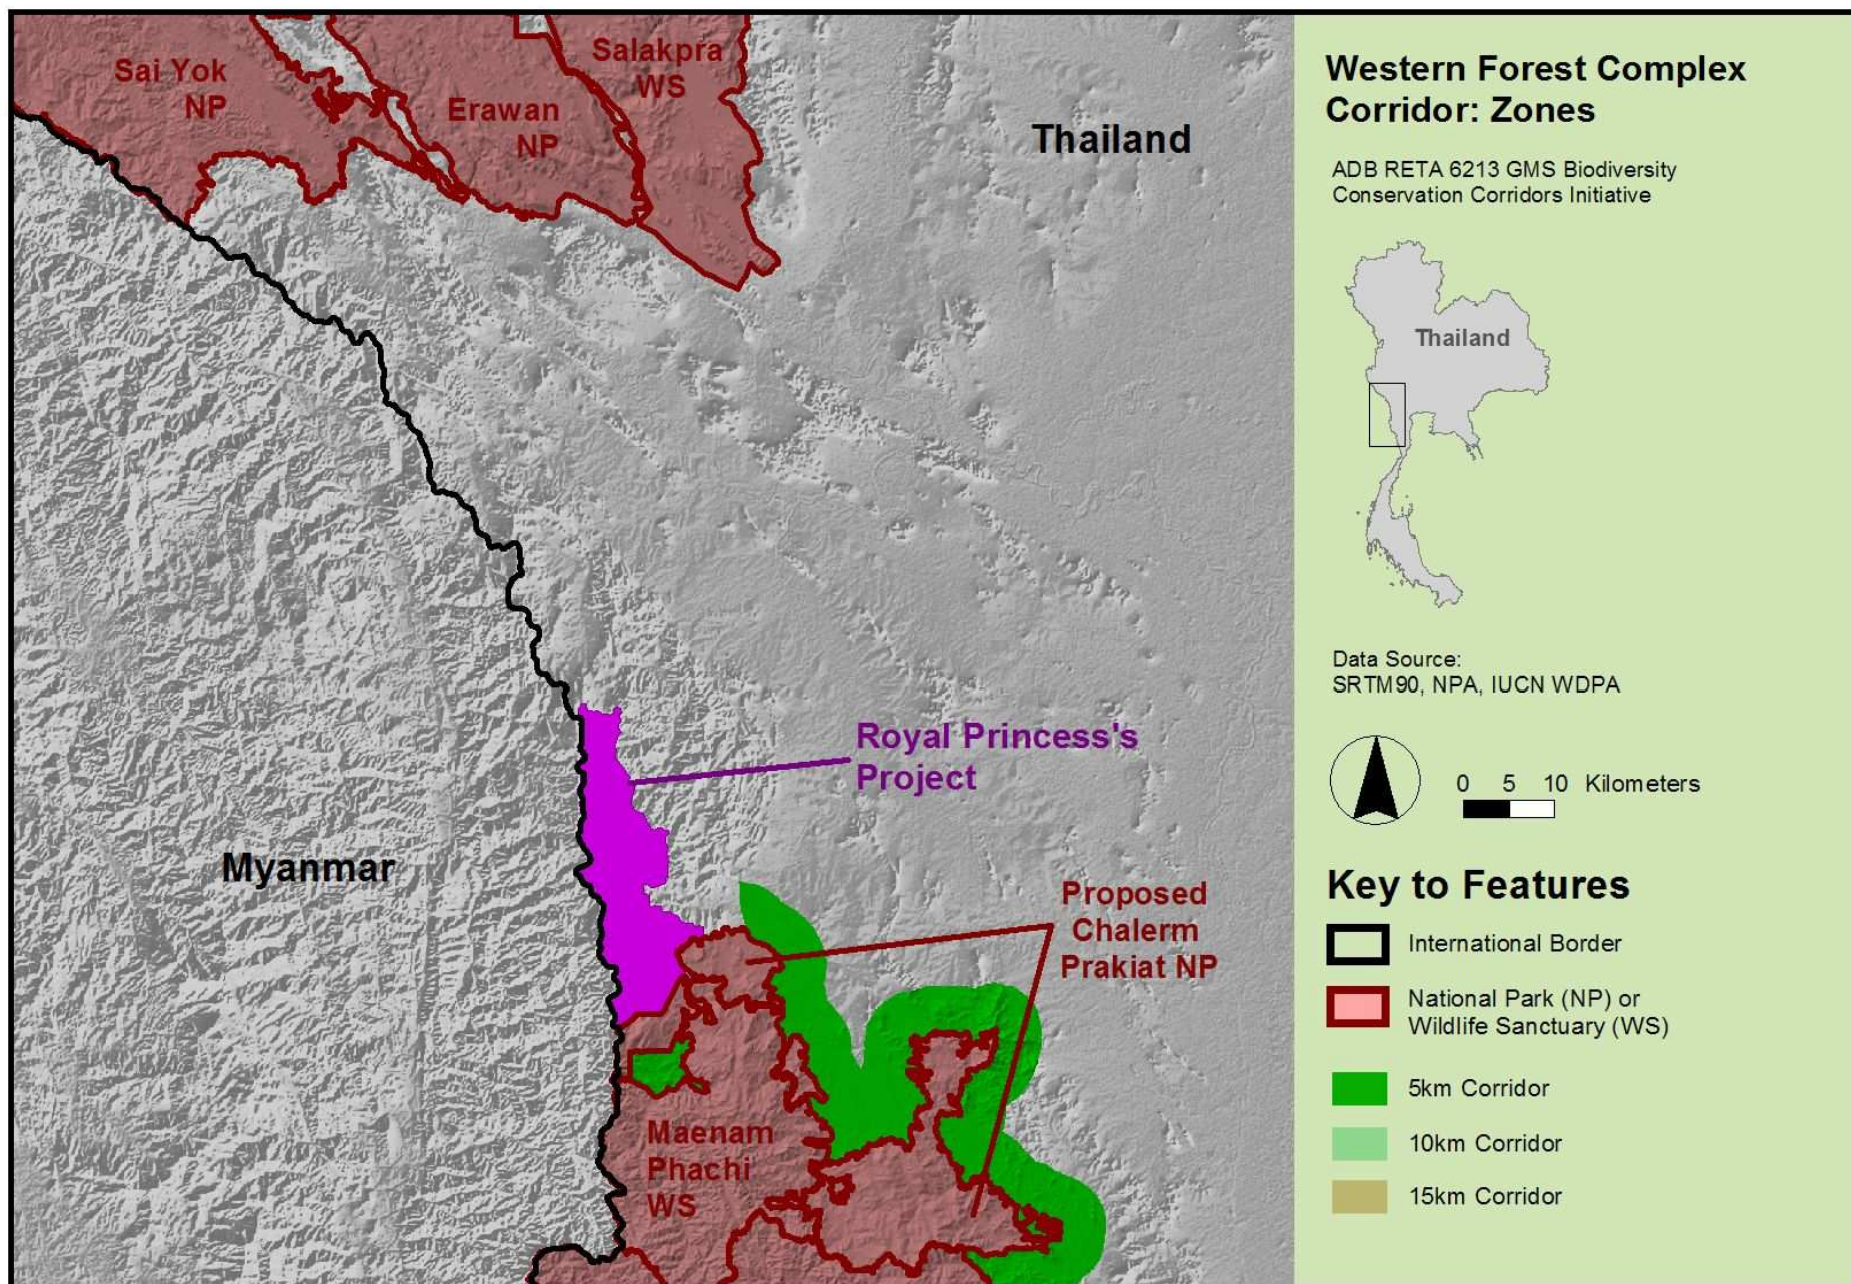 Sai Yok
NP
Erawan
NP
Salakpra
WS
Thailand
Myanmar
Royal Princess's
Project
Proposed
Chalerm
Prakiat NP
Maenam
Phachi
WS
Western Forest Complex
Corridor: Zones
ADB RETA 6213 GMS Biodiversity
Conservation Corridors Initiative
Thailand
Data Source:
SRTM90, NPA, IUCN WDPA
0 5 10 Kilometers
Key to Features
International Border
National Park (NP) or
Wildlife Sanctuary (WS)
5km Corridor
10km Corridor
15km Corridor